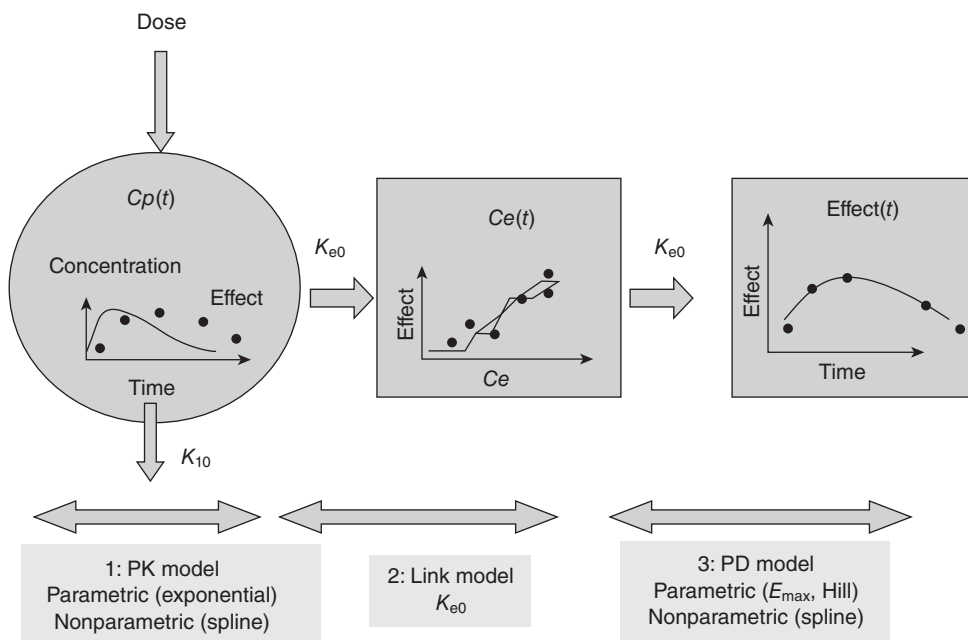 Dose
Cp(t)
Concentration
Effect
Time
K10
Ke0
Ce(t)
Effect
Ce
Ke0
Effect(t)
Effect
Time
1: PK model
Parametric (exponential)
Nonparametric (spline)
2: Link model
Ke0
3: PD model
Parametric (Emax, Hill)
Nonparametric (spline)